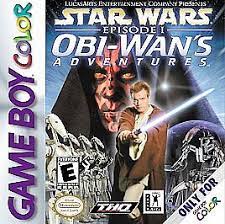 GAME BOY COLOR
LUCASARTS ENTERTAINMENT COMPANY PRESENTS
STAR WARS
EPISODE I
OBI-WAN'S
ADVENTURES
E
THQ
ONLY FOR
GAME BOY
COLOR